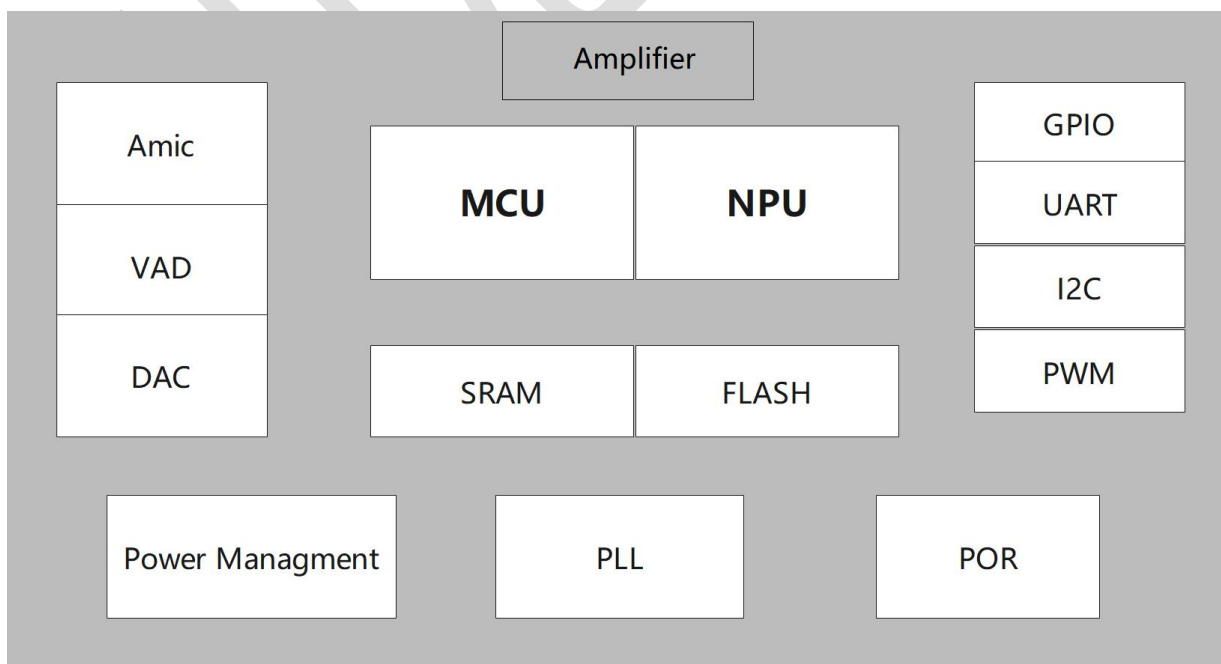 Amplifier
Amic
VAD
DAC
MCU
NPU
SRAM
FLASH
GPIO
UART
I2C
PWM
Power Managment
PLL
POR